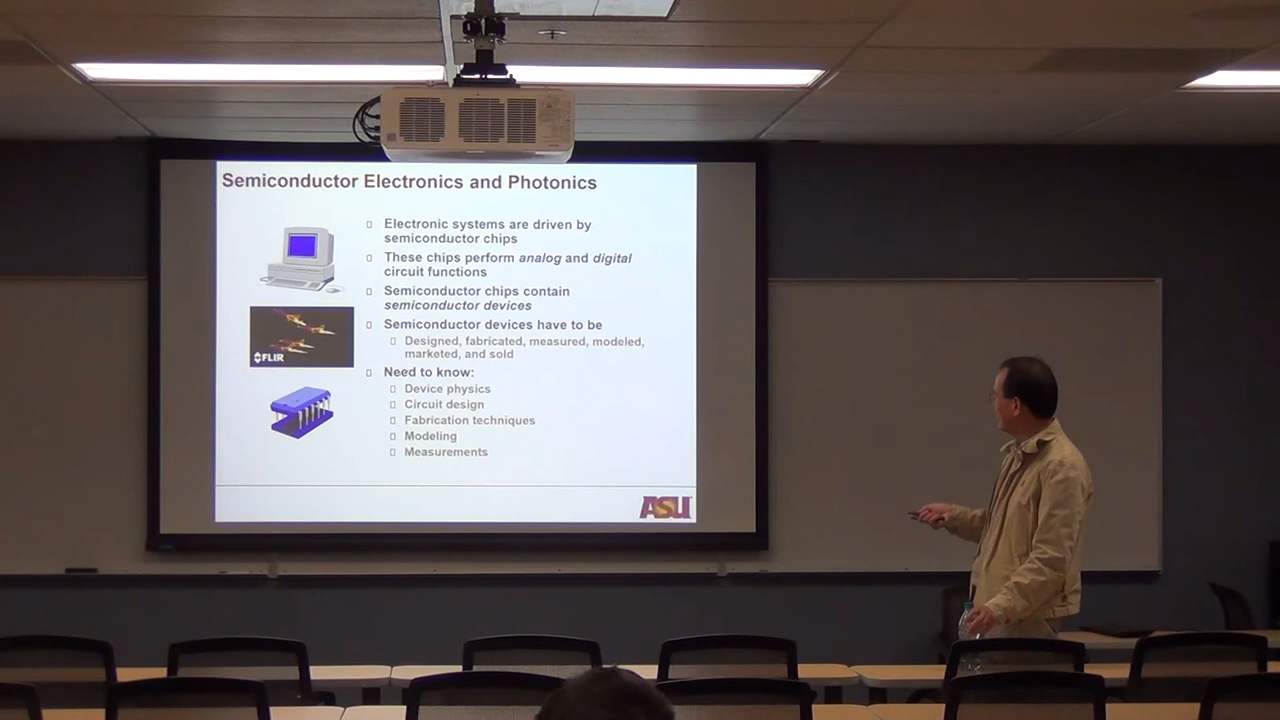 Semiconductor Electronics and Photonics
Electronic systems are driven by
semiconductor chips
These chips perform analog and digital
circuit functions
Semiconductor chips contain
semiconductor devices
Semiconductor devices have to be
Designed, fabricated, measured, modeled,
marketed, and sold
Need to know:
Device physics
Circuit design
Fabrication techniques
Modeling
Measurements
FLIR
ASU